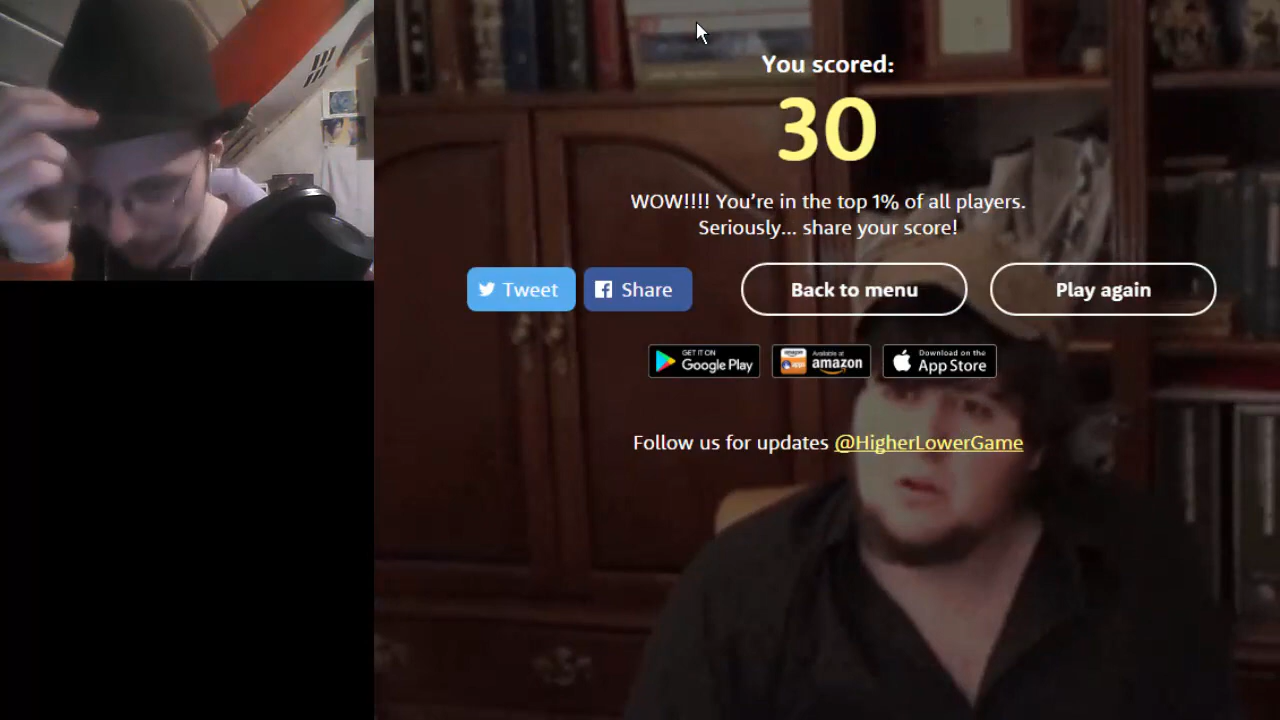 You scored:
30
WOW!!!! You're in the top 1% of all players.
Seriously... share your score!
Tweet
Share
Back to menu
Play again
GET IT ON
Google Play
Available at
amazon
Download on the
App Store
Follow us for updates @HigherLowerGame